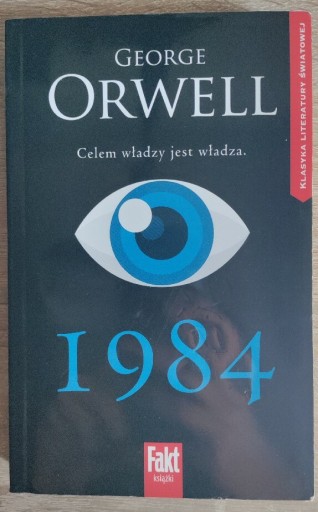 GEORGE
ORWELL
Celem władzy jest władza.
KLASYKA LITERATURY ŚWIATOWEJ
1984
Fakt
książki